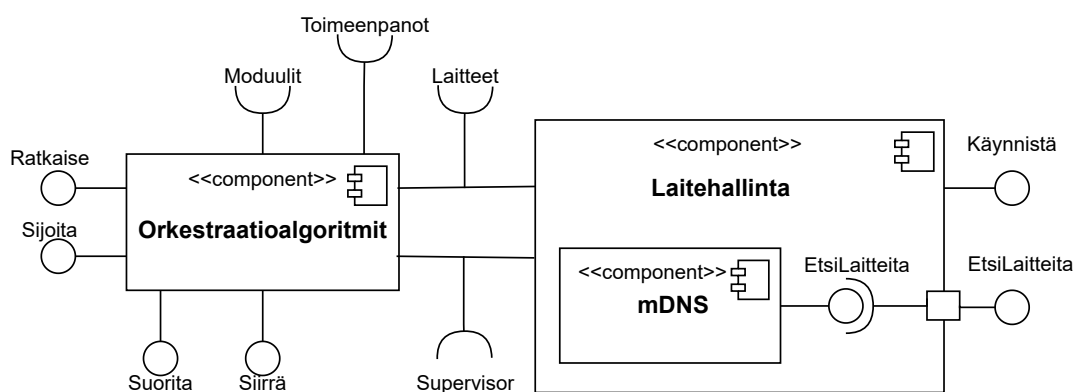 Toimeenpanot
Moduulit
Laitteet
<<component>>
Käynnistä
Ratkaise
<<component>>
Laitehallinta
Sijoita
Orkestraatioalgoritmit
<<component>>
EtsiLaitteita
EtsiLaitteita
mDNS
Suorita
Siirrä
Supervisor